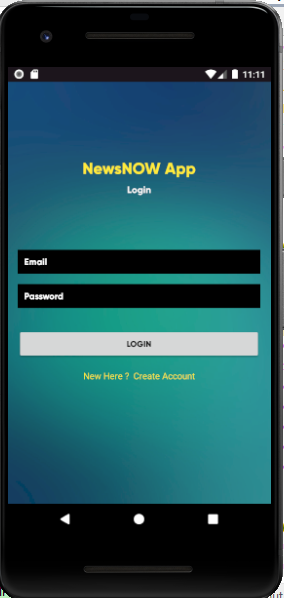 11:11
NewsNOW App
Login
Email
Password
LOGIN
New Here ? Create Account